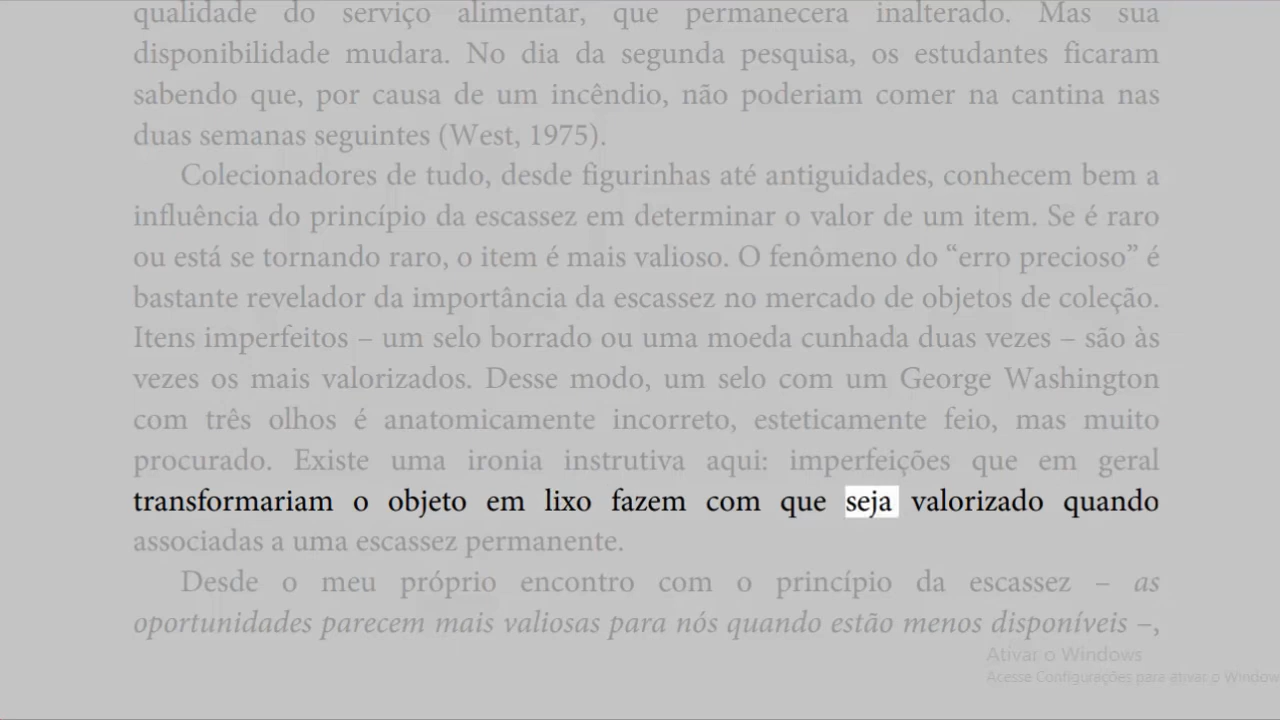 qualidade do serviço alimentar, que permanecera inalterado. Mas sua
disponibilidade mudara. No dia da segunda pesquisa, os estudantes ficaram
sabendo que, por causa de um incêndio, não poderiam comer na cantina nas
duas semanas seguintes (West, 1975).
Colecionadores de tudo, desde figurinhas até antiguidades, conhecem bem a
influência do princípio da escassez em determinar o valor de um item. Se é raro
ou está se tornando raro, o item é mais valioso. O fenômeno do “erro precioso” é
bastante revelador da importância da escassez no mercado de objetos de coleção.
Itens imperfeitos – um selo borrado ou uma moeda cunhada duas vezes – são às
vezes os mais valorizados. Desse modo, um selo com um George Washington
com três olhos é anatomicamente incorreto, esteticamente feio, mas muito
procurado. Existe uma ironia instrutiva aqui: imperfeições que em geral
transformariam o objeto em lixo fazem com que seja valorizado quando
associadas a uma escassez permanente.
Desde o meu próprio encontro com o princípio da escassez – as
oportunidades parecem mais valiosas para nós quando estão menos disponíveis –,
Ativar o Windows
Acesse Configurações para ativar o Window